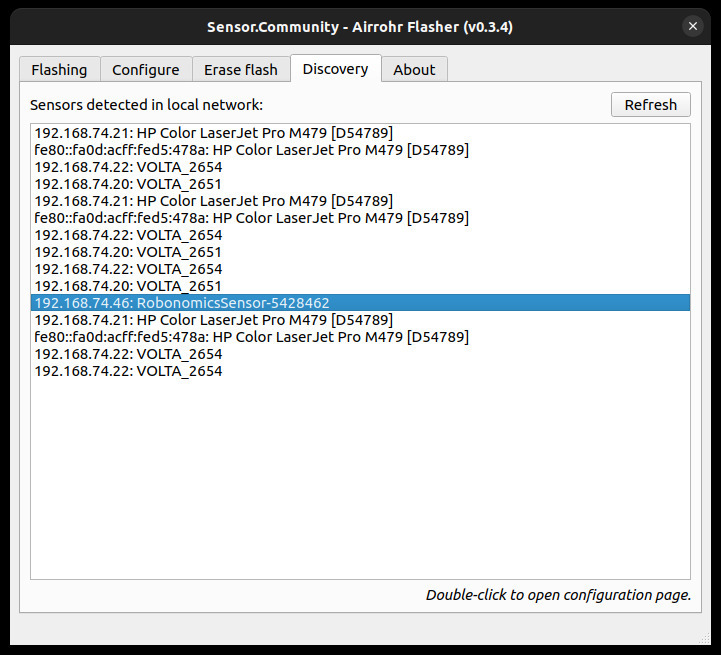 Sensor.Community - Airrohr Flasher (v0.3.4)
Flashing Configure Erase flash Discovery About
Sensors detected in local network: Refresh
192.168.74.21: HP Color LaserJet Pro M479 [D54789]
fe80::fa0d:acff:fed5:478a: HP Color LaserJet Pro M479 [D54789]
192.168.74.22: VOLTA_2654
192.168.74.20: VOLTA_2651
192.168.74.21: HP Color LaserJet Pro M479 [D54789]
fe80::fa0d:acff:fed5:478a: HP Color LaserJet Pro M479 [D54789]
192.168.74.22: VOLTA_2654
192.168.74.20: VOLTA_2651
192.168.74.22: VOLTA_2654
192.168.74.20: VOLTA_2651
192.168.74.46: RobonomicsSensor-5428462
192.168.74.21: HP Color LaserJet Pro M479 [D54789]
fe80::fa0d:acff:fed5:478a: HP Color LaserJet Pro M479 [D54789]
192.168.74.22: VOLTA_2654
192.168.74.22: VOLTA_2654
Double-click to open configuration page.